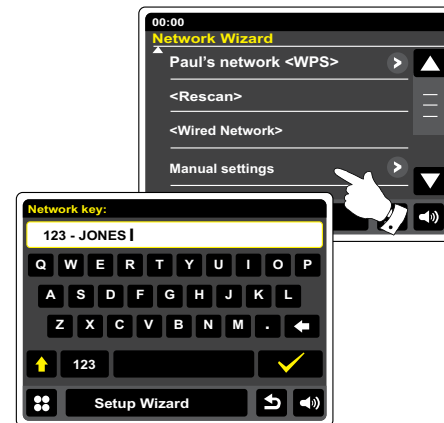 00:00
Network Wizard
Paul's network <WPS>
<Rescan>
<Wired Network>
Manual settings
Network key:
123 - JONES
Q W E R T Y U I O P
A S D F G H J K L
Z X C V B N M .
123
Setup Wizard